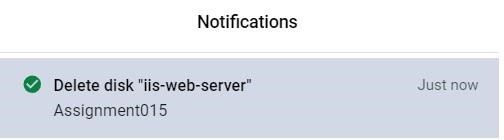 Notifications
Delete disk "iis-web-server" Just now
Assignment015